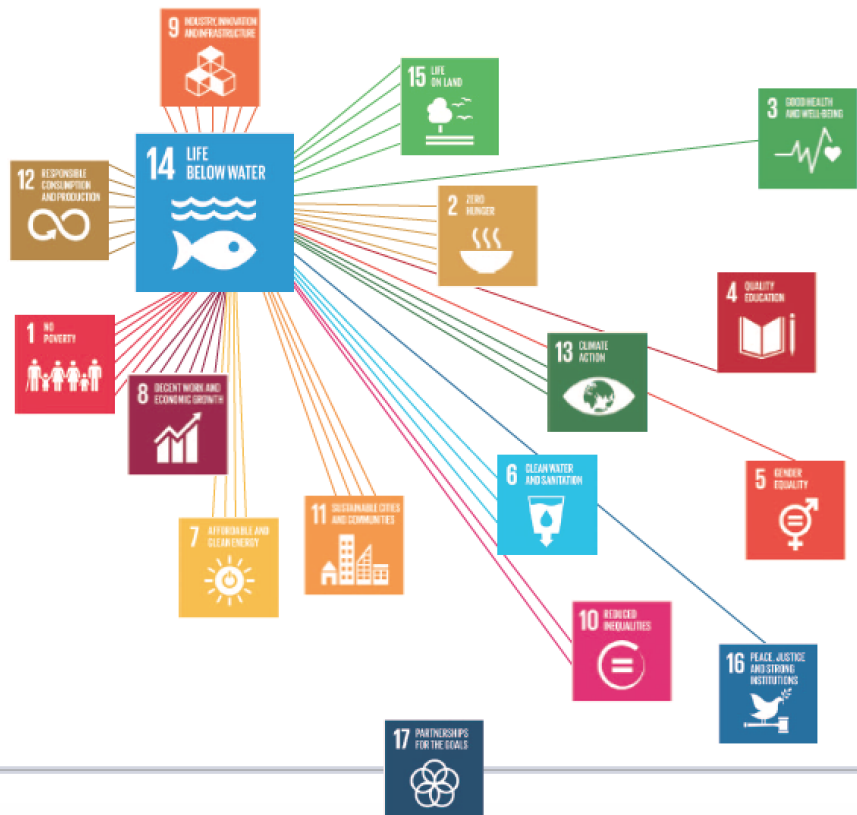 9 INDUSTRY, INNOVATION
AND INFRASTRUCTURE
15 LIFE
ON LAND
3 GOOD HEALTH
AND WELL-BEING
14 LIFE
BELOW WATER
12 RESPONSIBLE
CONSUMPTION
AND PRODUCTION
2 ZERO
HUNGER
4 QUALITY
EDUCATION
1 NO
POVERTY
13 CLIMATE
ACTION
8 DECENT WORK AND
ECONOMIC GROWTH
6 CLEAN WATER
AND SANITATION
5 GENDER
EQUALITY
11 SUSTAINABLE CITIES
AND COMMUNITIES
7 AFFORDABLE AND
CLEAN ENERGY
10 REDUCED
INEQUALITIES
16 PEACE, JUSTICE
AND STRONG
INSTITUTIONS
17 PARTNERSHIPS
FOR THE GOALS